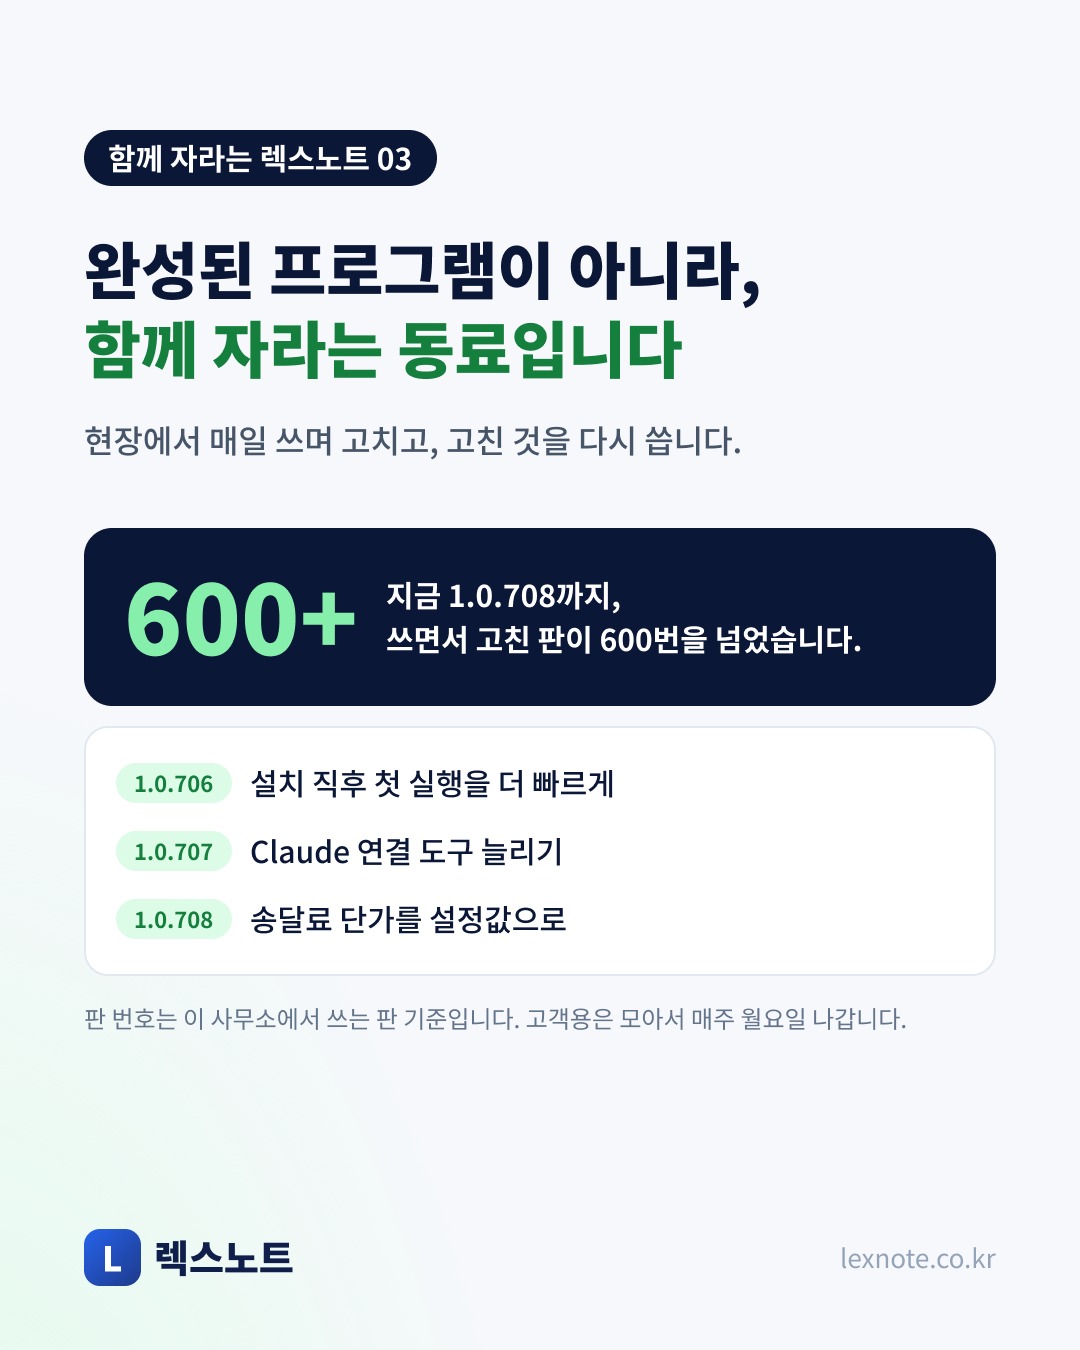 함께 자라는 렉스노트 03
완성된 프로그램이 아니라,
함께 자라는 동료입니다
현장에서 매일 쓰며 고치고, 고친 것을 다시 씁니다.
600+
지금 1.0.708까지,
쓰면서 고친 판이 600번을 넘었습니다.
1.0.706 설치 직후 첫 실행을 더 빠르게
1.0.707 Claude 연결 도구 늘리기
1.0.708 송달료 단가를 설정값으로
판 번호는 이 사무소에서 쓰는 판 기준입니다. 고객용은 모아서 매주 월요일 나갑니다.
L 렉스노트
lexnote.co.kr